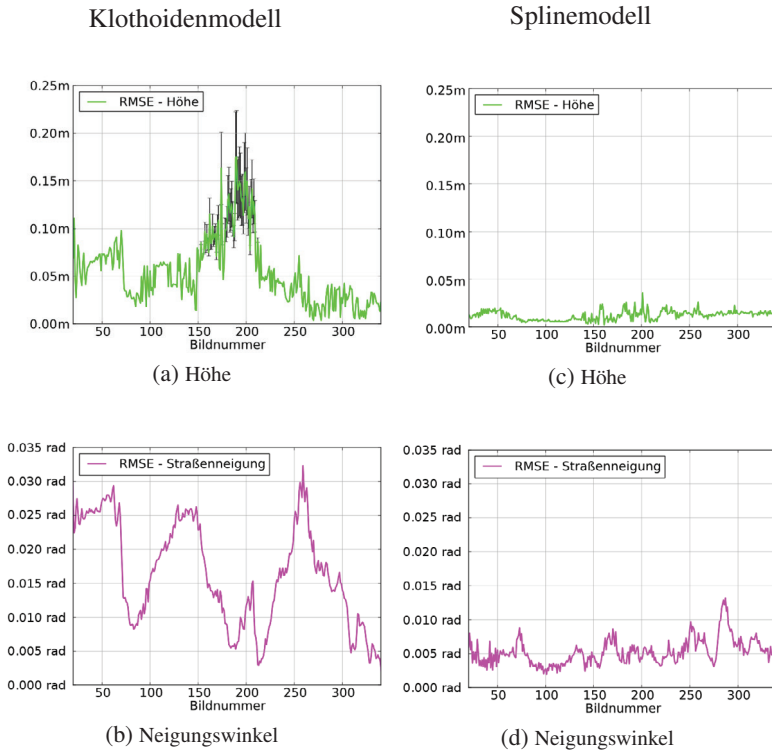 Klothoidenmodell
Splinemodell
0.25m
0.20m
0.15m
0.10m
0.05m
0.00m
RMSE - Höhe
50 100 150 200 250 300
Bildnummer
(a) Höhe
0.25m
0.20m
0.15m
0.10m
0.05m
0.00m
RMSE - Höhe
50 100 150 200 250 300
Bildnummer
(c) Höhe
0.035 rad
0.030 rad
0.025 rad
0.020 rad
0.015 rad
0.010 rad
0.005 rad
0.000 rad
RMSE - Straßenneigung
50 100 150 200 250 300
Bildnummer
(b) Neigungswinkel
0.035 rad
0.030 rad
0.025 rad
0.020 rad
0.015 rad
0.010 rad
0.005 rad
0.000 rad
RMSE - Straßenneigung
50 100 150 200 250 300
Bildnummer
(d) Neigungswinkel